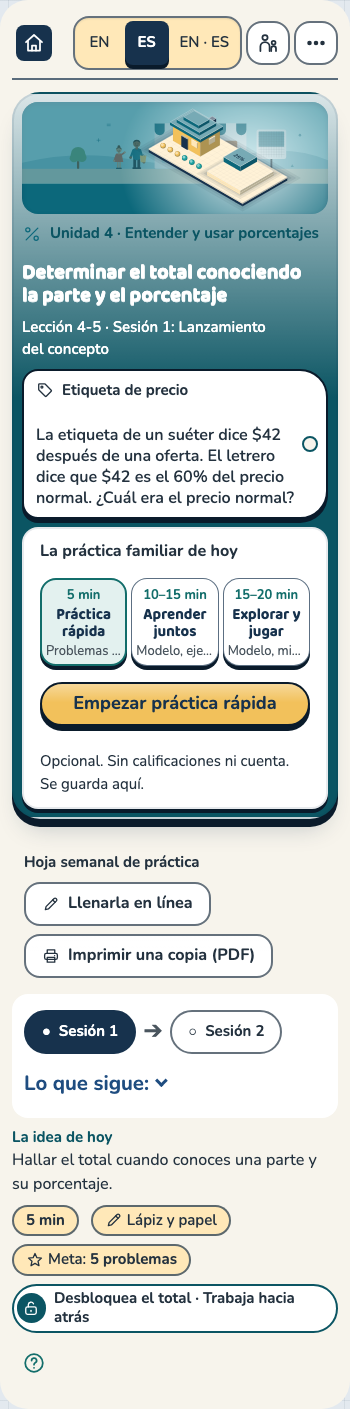 EN ES EN · ES
Unidad 4 · Entender y usar porcentajes
Determinar el total conociendo
la parte y el porcentaje
Lección 4-5 · Sesión 1: Lanzamiento
del concepto
Etiqueta de precio
La etiqueta de un suéter dice $42
después de una oferta. El letrero
dice que $42 es el 60% del precio
normal. ¿Cuál era el precio normal?
La práctica familiar de hoy
5 min
Práctica
rápida
Problemas ...
10–15 min
Aprender
juntos
Modelo, eje...
15–20 min
Explorar y
jugar
Modelo, mi...
Empezar práctica rápida
Opcional. Sin calificaciones ni cuenta.
Se guarda aquí.
Hoja semanal de práctica
Llenarla en línea
Imprimir una copia (PDF)
Sesión 1 → Sesión 2
Lo que sigue:
La idea de hoy
Hallar el total cuando conoces una parte y
su porcentaje.
5 min
Lápiz y papel
Meta: 5 problemas
Desbloquea el total · Trabaja hacia
atrás